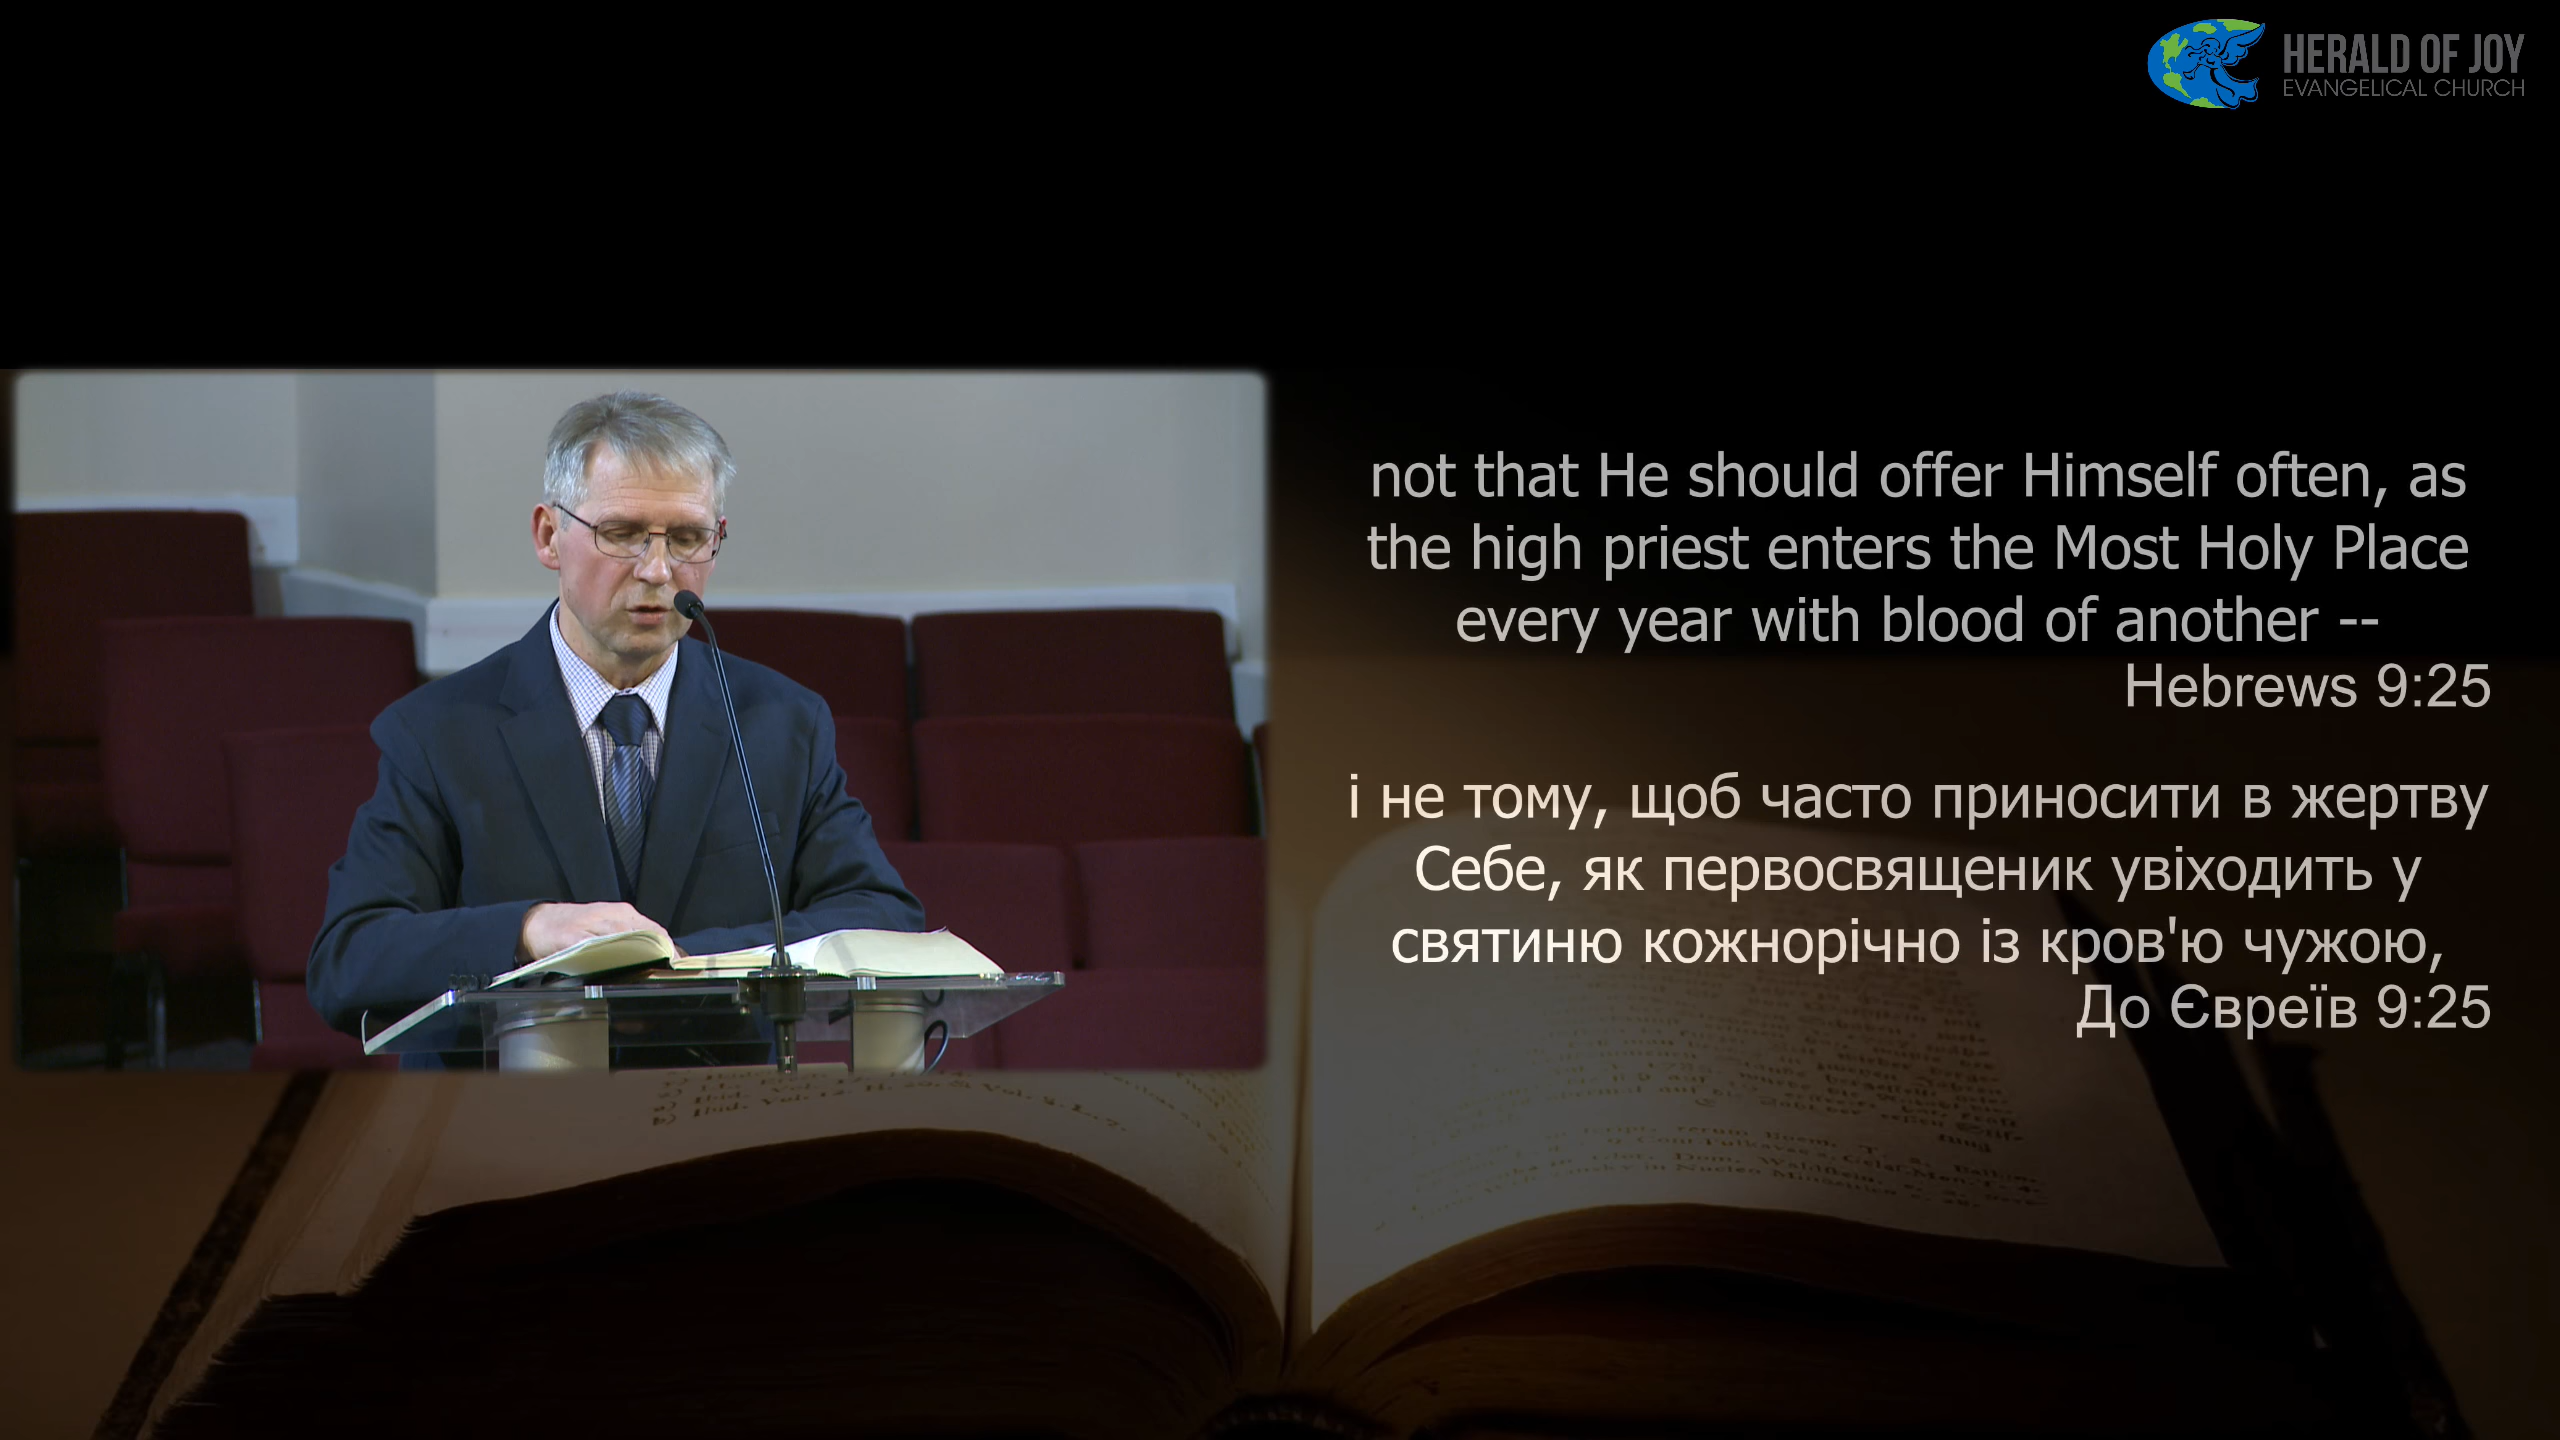 HERALD OF JOY
EVANGELICAL CHURCH
not that He should offer Himself often, as
the high priest enters the Most Holy Place
every year with blood of another --
Hebrews 9:25
і не тому, щоб часто приносити в жертву
Себе, як первосвященик увіходить у
святиню кожнорічно із кров'ю чужою,
До Євреїв 9:25